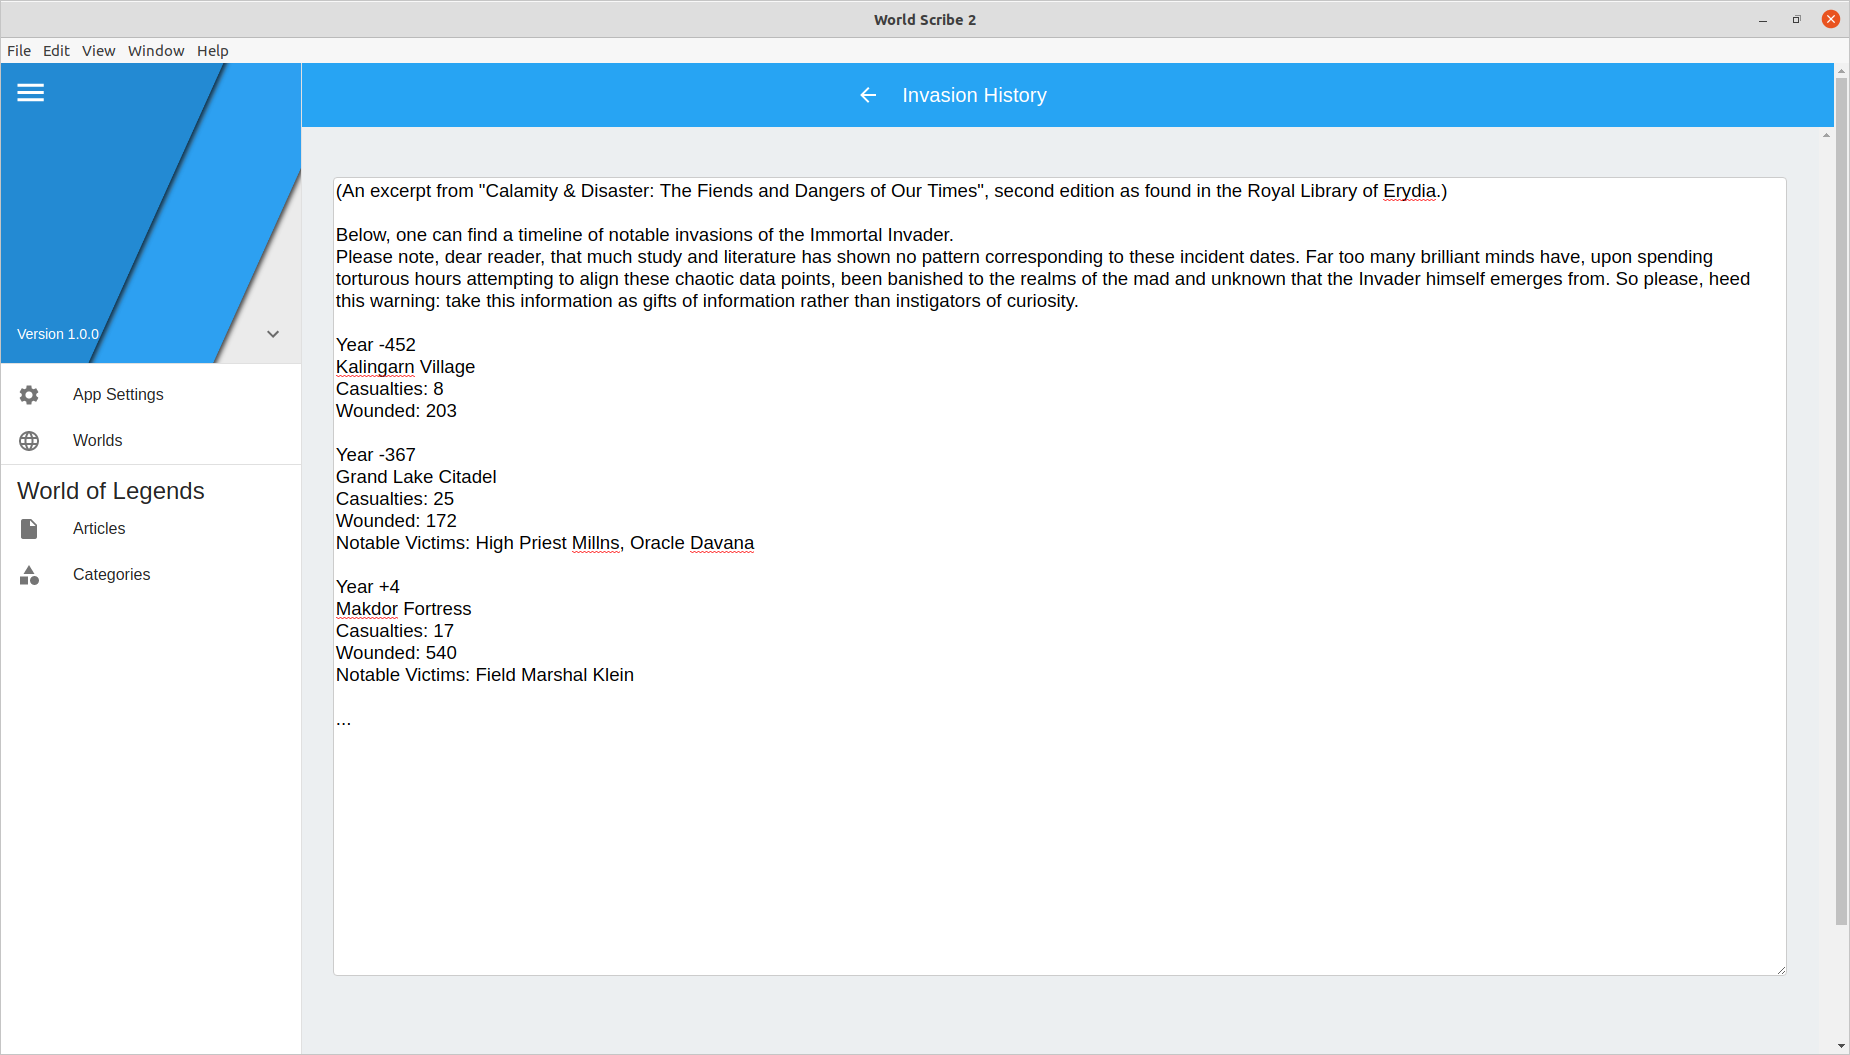 World Scribe 2
File Edit View Window Help
Invasion History
Version 1.0.0
App Settings
Worlds
World of Legends
Articles
Categories
(An excerpt from "Calamity & Disaster: The Fiends and Dangers of Our Times", second edition as found in the Royal Library of Erydia.)
Below, one can find a timeline of notable invasions of the Immortal Invader.
Please note, dear reader, that much study and literature has shown no pattern corresponding to these incident dates. Far too many brilliant minds have, upon spending
torturous hours attempting to align these chaotic data points, been banished to the realms of the mad and unknown that the Invader himself emerges from. So please, heed
this warning: take this information as gifts of information rather than instigators of curiosity.
Year -452
Kalingarn Village
Casualties: 8
Wounded: 203
Year -367
Grand Lake Citadel
Casualties: 25
Wounded: 172
Notable Victims: High Priest Millns, Oracle Davana
Year +4
Makdor Fortress
Casualties: 17
Wounded: 540
Notable Victims: Field Marshal Klein
...